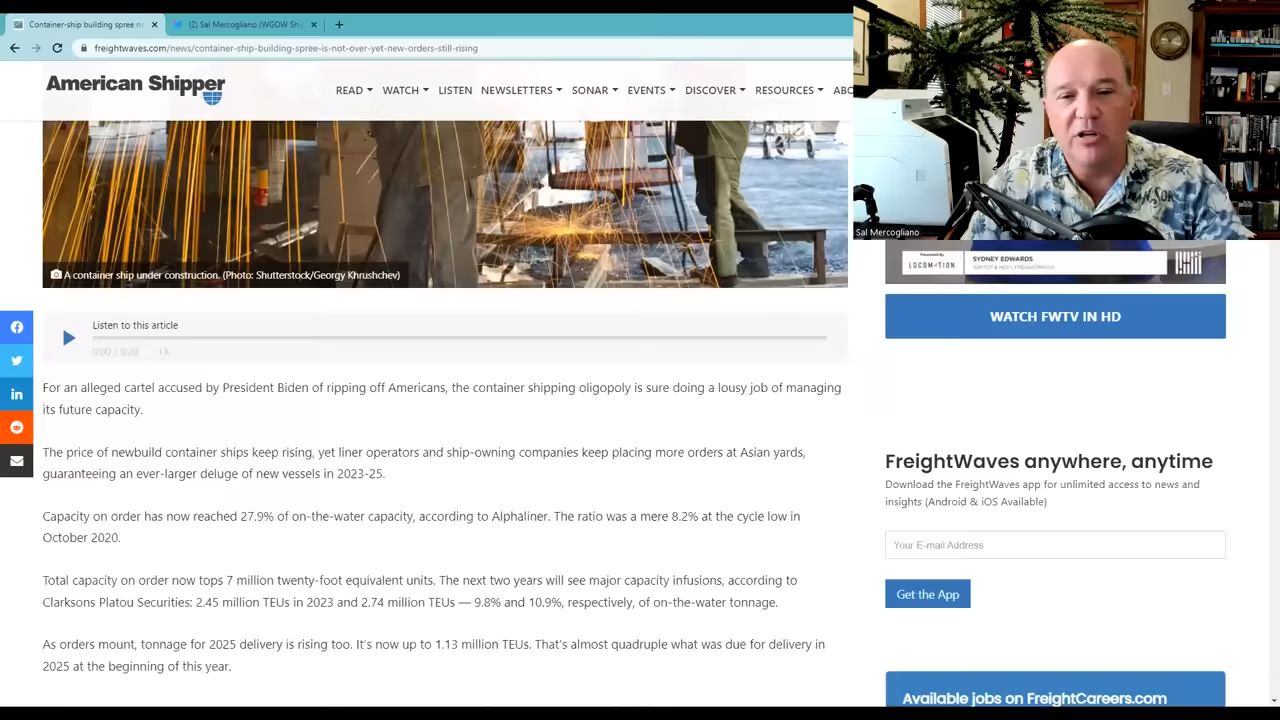 Container-ship building spree n
(2) Sal Mercogliano (WGOW Shi
freightwaves.com/news/container-ship-building-spree-is-not-over-yet-new-orders-still-rising
American Shipper
READ WATCH LISTEN NEWSLETTERS SONAR EVENTS DISCOVER RESOURCES ABO
Sal Mercogliano
A container ship under construction. (Photo: Shutterstock/Georgy Khrushchev)
Presented By
LOCOMATION
SYDNEY EDWARDS
WATCH FWTV IN HD
Listen to this article
0:00 / 9:28 1X
For an alleged cartel accused by President Biden of ripping off Americans, the container shipping oligopoly is sure doing a lousy job of managing
its future capacity.
The price of newbuild container ships keep rising, yet liner operators and ship-owning companies keep placing more orders at Asian yards,
guaranteeing an ever-larger deluge of new vessels in 2023-25.
Capacity on order has now reached 27.9% of on-the-water capacity, according to Alphaliner. The ratio was a mere 8.2% at the cycle low in
October 2020.
Total capacity on order now tops 7 million twenty-foot equivalent units. The next two years will see major capacity infusions, according to
Clarksons Platou Securities: 2.45 million TEUs in 2023 and 2.74 million TEUs — 9.8% and 10.9%, respectively, of on-the-water tonnage.
As orders mount, tonnage for 2025 delivery is rising too. It's now up to 1.13 million TEUs. That's almost quadruple what was due for delivery in
2025 at the beginning of this year.
FreightWaves anywhere, anytime
Download the FreightWaves app for unlimited access to news and
insights (Android & iOS Available)
Your E-mail Address
Get the App
Available jobs on FreightCareers.com